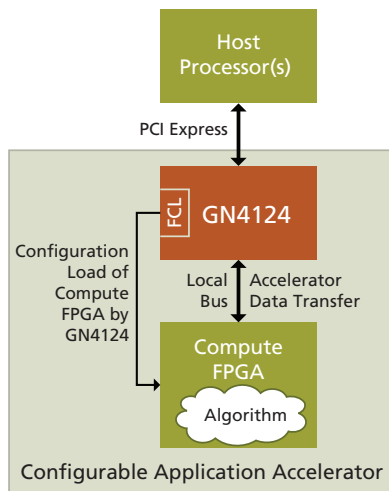 Host
Processor(s)
PCI Express
FCL
GN4124
Configuration
Load of
Compute
FPGA by
GN4124
Local
Bus
Accelerator
Data Transfer
Compute
FPGA
Algorithm
Configurable Application Accelerator